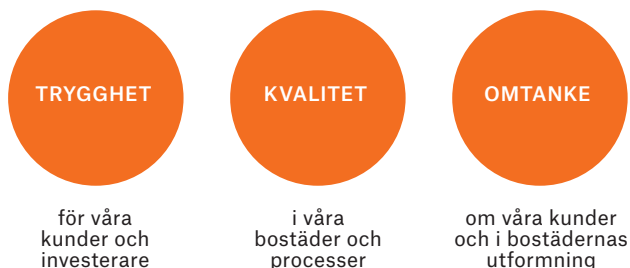 TRYGGHET
för våra
kunder och
investerare
KVALITET
i våra
bostäder och
processer
OMTANKE
om våra kunder
och i bostädernas
utformning